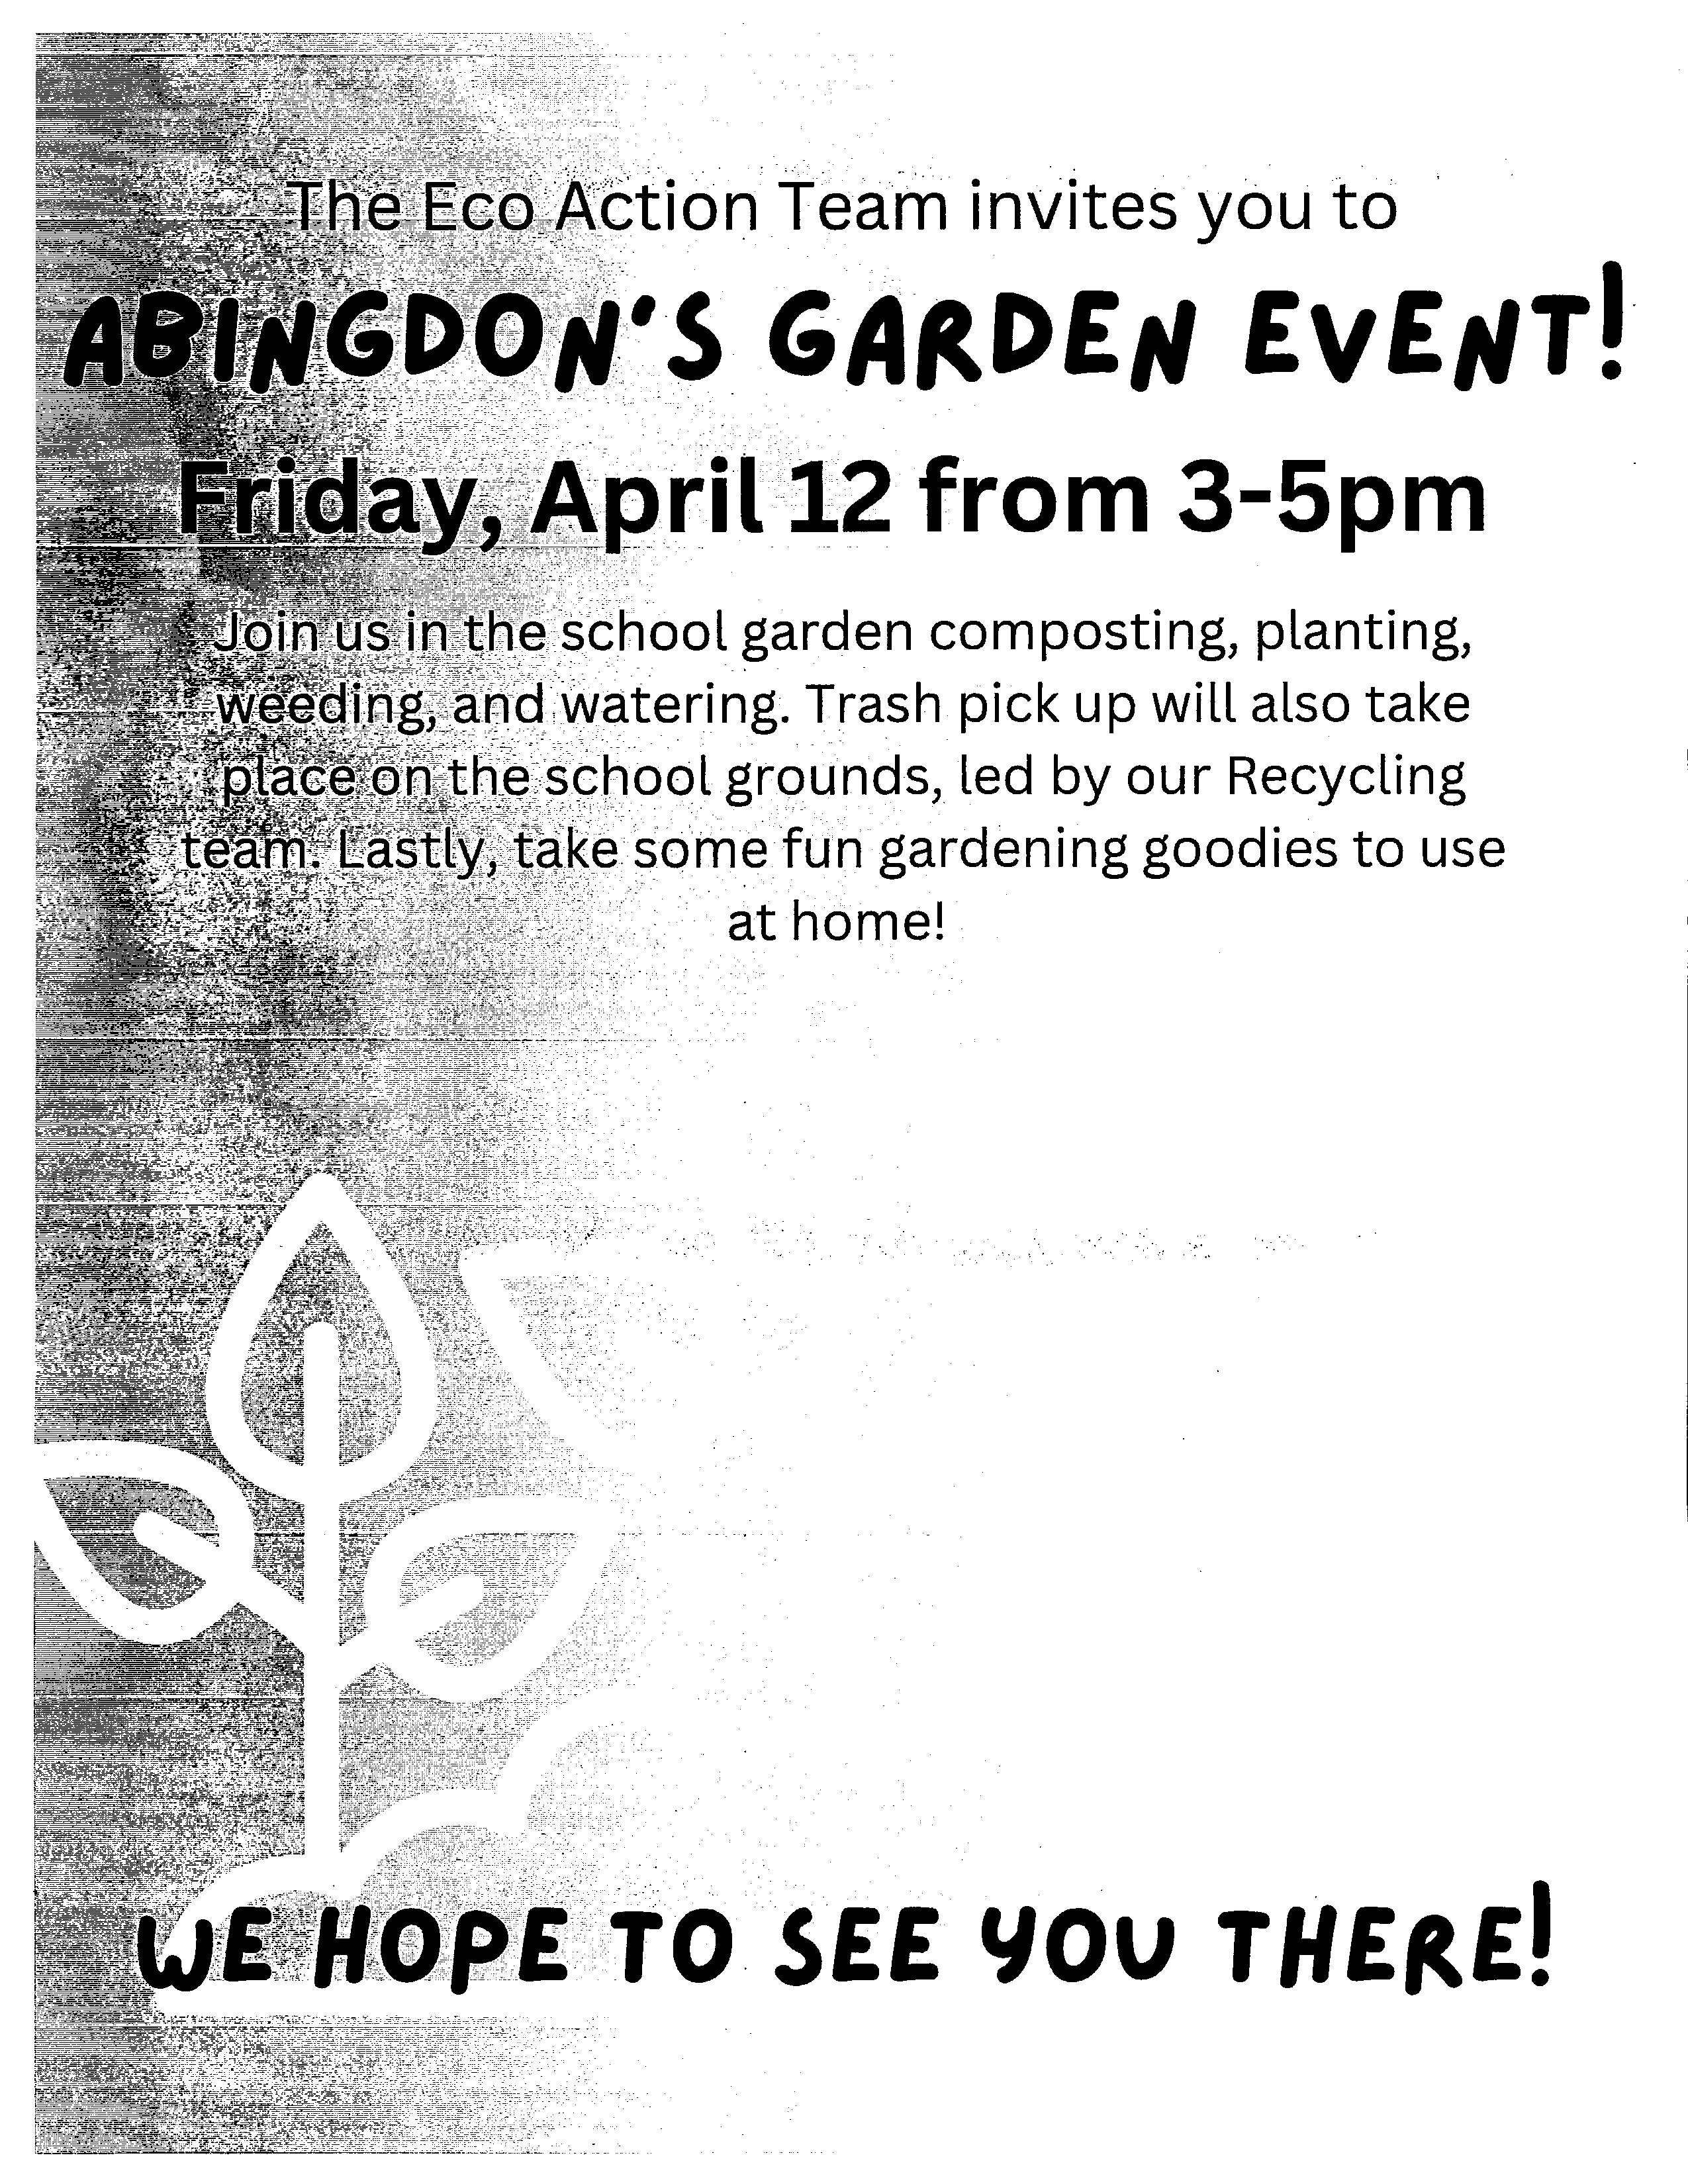 The Eco Action Team invites you to
ABINGDON'S GARDEN EVENT!
Friday, April 12 from 3-5pm
Join us in the school garden composting, planting,
weeding, and watering. Trash pick up will also take
place on the school grounds, led by our Recycling
team. Lastly, take some fun gardening goodies to use
at home!
WE HOPE TO SEE YOU THERE!